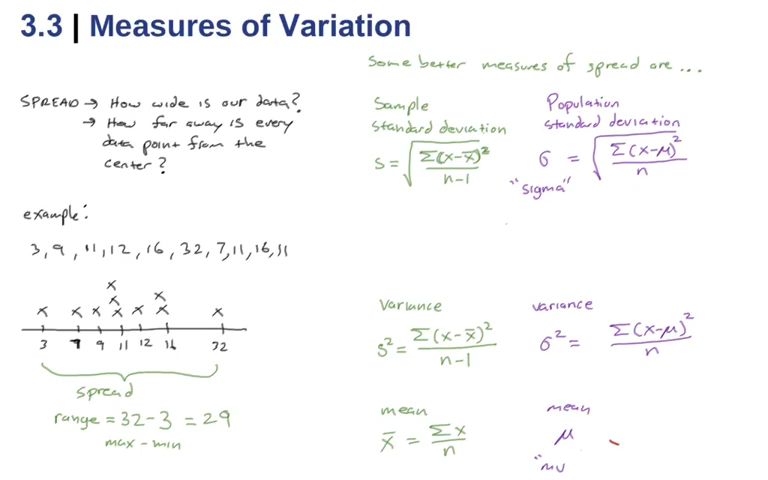 3.3 | Measures of Variation
Some better measures of spread are ...
SPREAD → How wide is our data?
→ How far away is every
data point from the
center?
example:
3, 9, 11, 12, 16, 32, 7, 11, 16, 11
x x x x x x x x x x
3 7 9 11 12 16 32
spread
range = 32 - 3 = 29
max - min
Sample
standard deviation
s = √(Σ(x-x̄)²/(n-1))
Population
standard deviation
σ = √(Σ(x-μ)²/n)
"sigma"
variance
s² = Σ(x-x̄)²/(n-1)
variance
σ² = Σ(x-μ)²/n
mean
x̄ = Σx/n
mean
μ
"mu